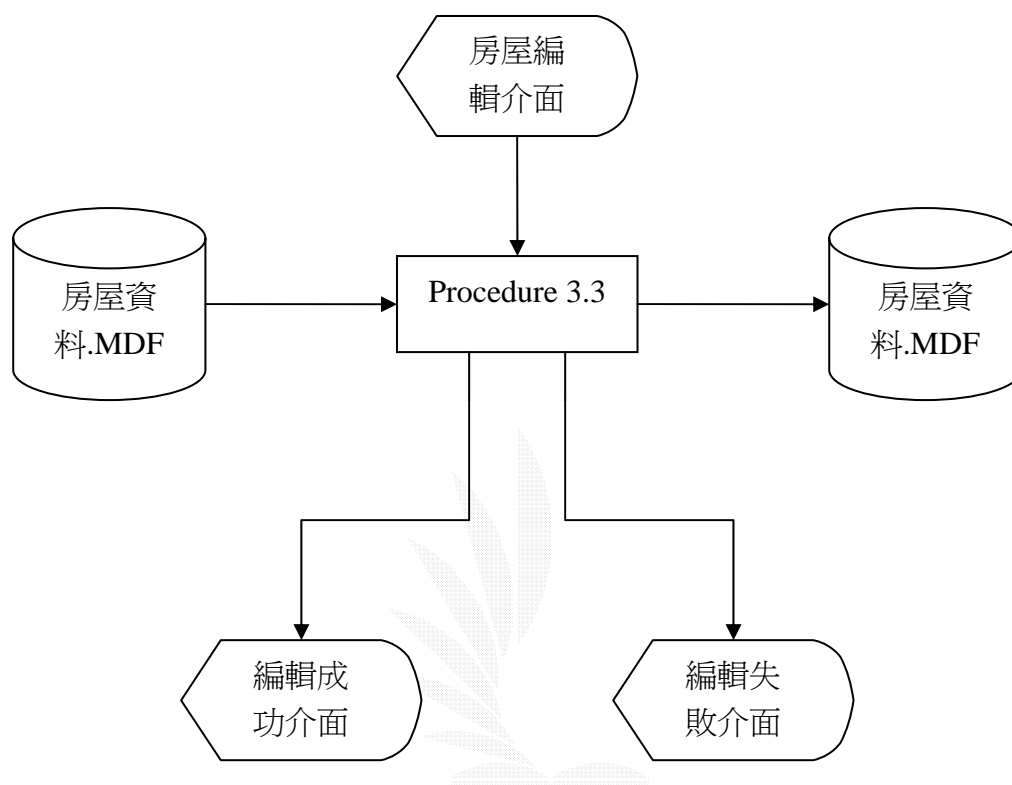 房屋編
輯介面
房屋資
料.MDF
Procedure 3.3
房屋資
料.MDF
編輯成
功介面
編輯失
敗介面